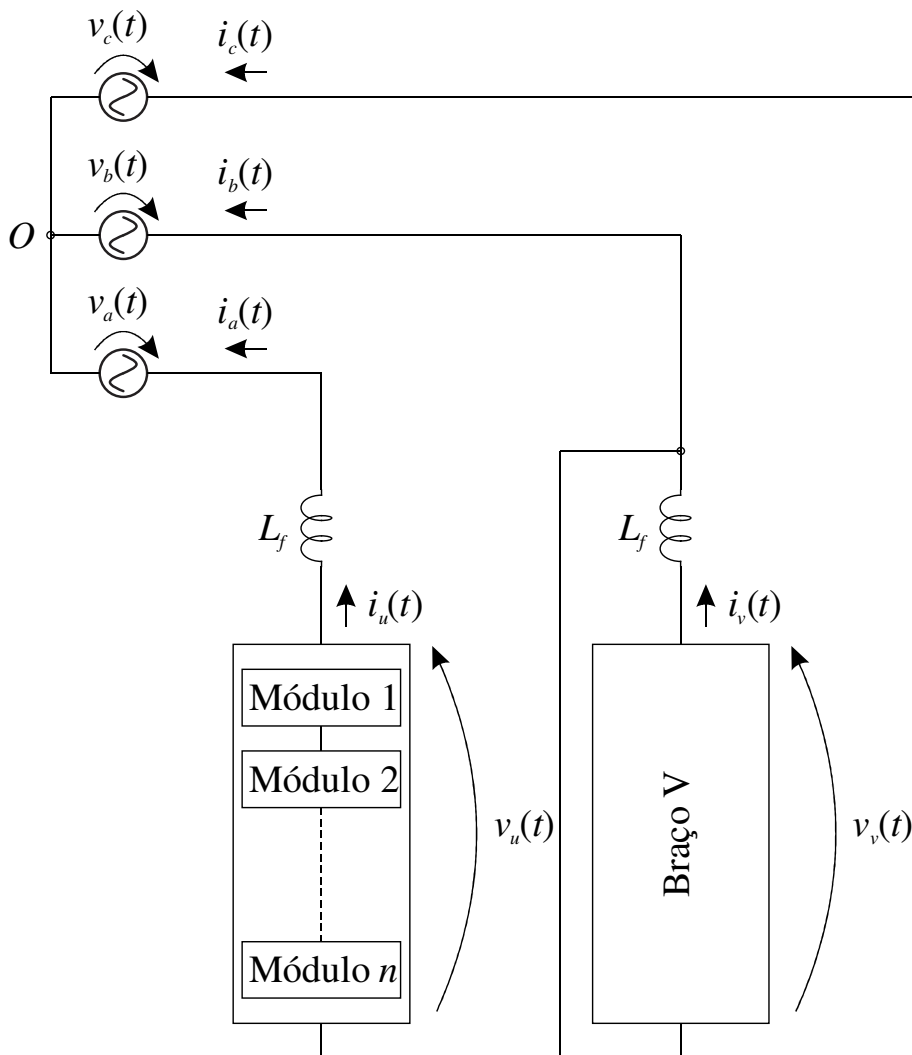 v_c(t) i_c(t)
v_b(t) i_b(t)
O
v_a(t) i_a(t)
L_f L_f
i_u(t) i_v(t)
Módulo 1
Módulo 2
v_u(t) v_v(t)
Braço V
Módulo n